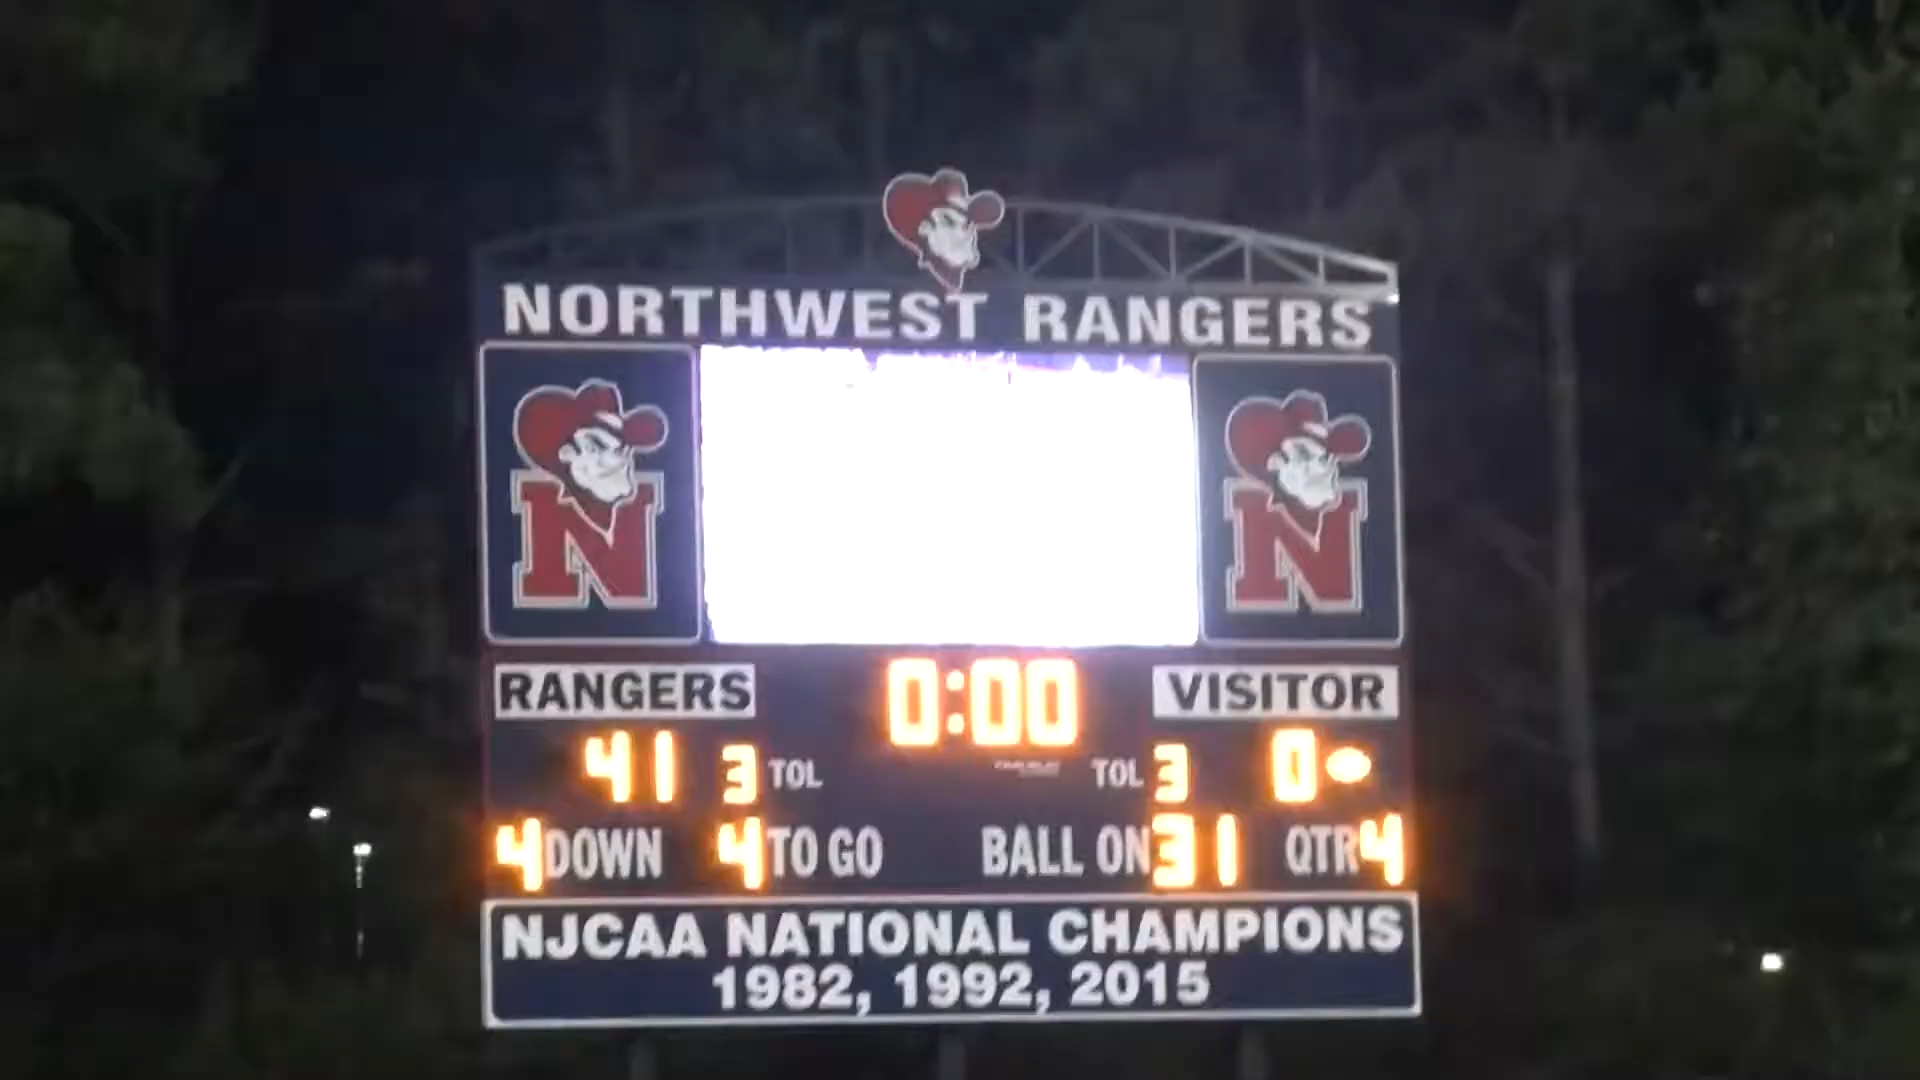 NORTHWEST RANGERS
N N
RANGERS 0:00 VISITOR
41 3 TOL TOL 3 0
4 DOWN 4 TO GO BALL ON 31 QTR 4
NJCAA NATIONAL CHAMPIONS
1982, 1992, 2015